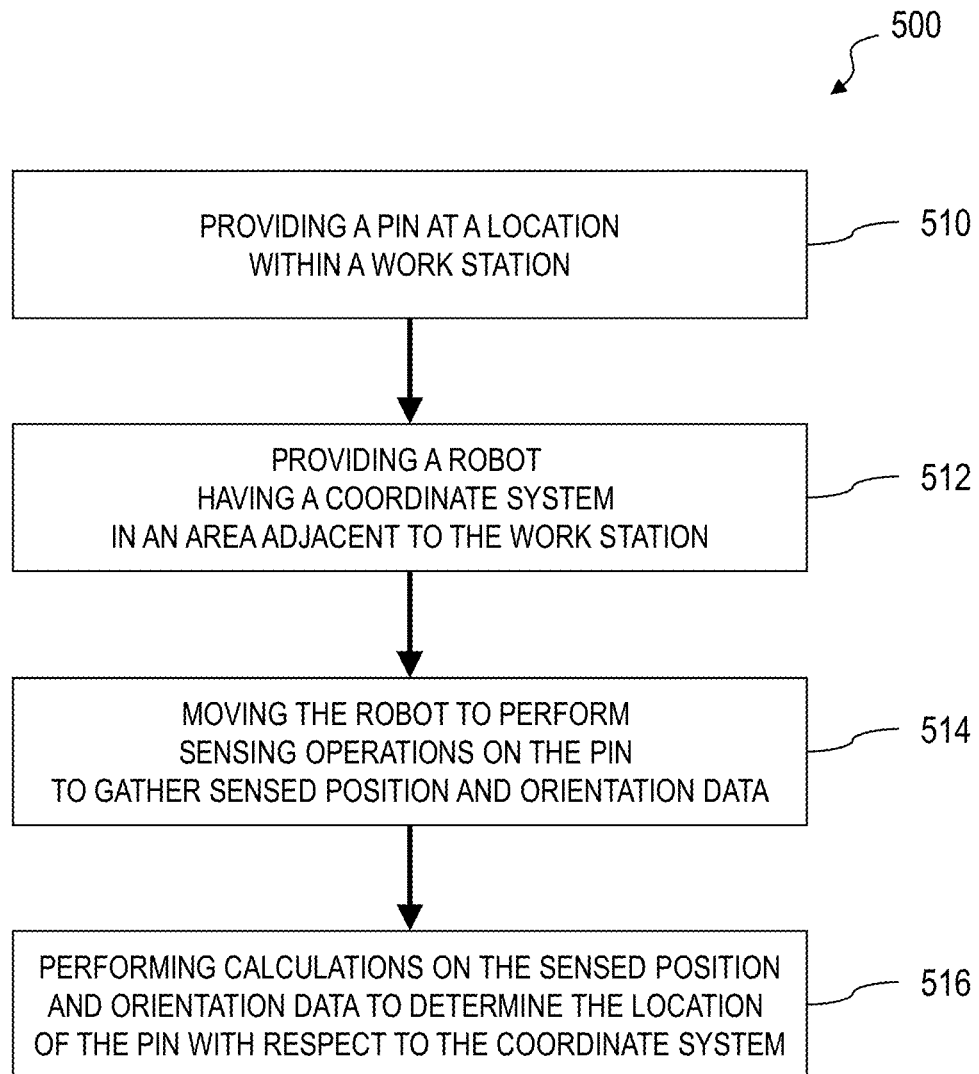 500
PROVIDING A PIN AT A LOCATION
WITHIN A WORK STATION
510
PROVIDING A ROBOT
HAVING A COORDINATE SYSTEM
IN AN AREA ADJACENT TO THE WORK STATION
512
MOVING THE ROBOT TO PERFORM
SENSING OPERATIONS ON THE PIN
TO GATHER SENSED POSITION AND ORIENTATION DATA
514
PERFORMING CALCULATIONS ON THE SENSED POSITION
AND ORIENTATION DATA TO DETERMINE THE LOCATION
OF THE PIN WITH RESPECT TO THE COORDINATE SYSTEM
516